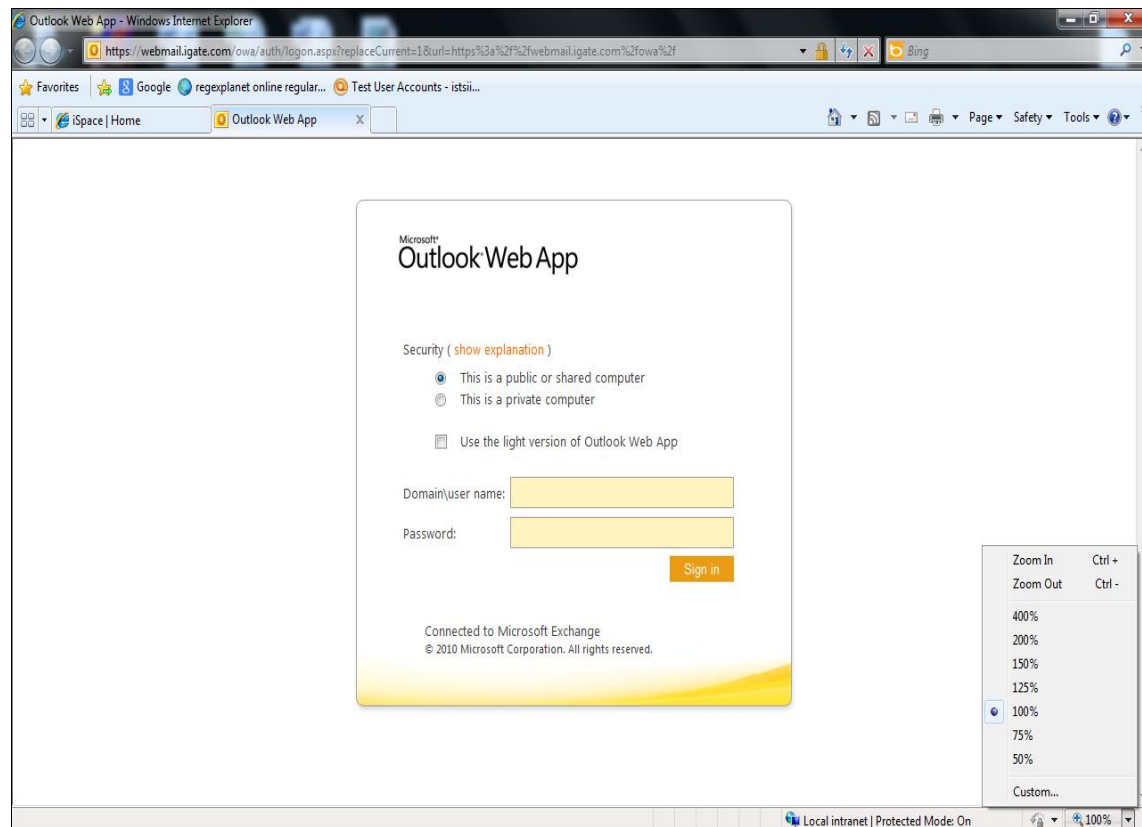 Outlook Web App - Windows Internet Explorer
https://webmail.igate.com/owa/auth/logon.aspx?replaceCurrent=1&url=https%3a%2f%2fwebmail.igate.com%2fowa%2f
Bing
Favorites Google regexplanet online regular... Test User Accounts - istsii...
iSpace | Home Outlook Web App X Page Safety Tools
Microsoft®
Outlook Web App
Security ( show explanation )
This is a public or shared computer
This is a private computer
Use the light version of Outlook Web App
Domain\user name:
Password:
Sign in
Connected to Microsoft Exchange
© 2010 Microsoft Corporation. All rights reserved.
Zoom In Ctrl +
Zoom Out Ctrl -
400%
200%
150%
125%
100%
75%
50%
Custom...
Local intranet | Protected Mode: On 100%